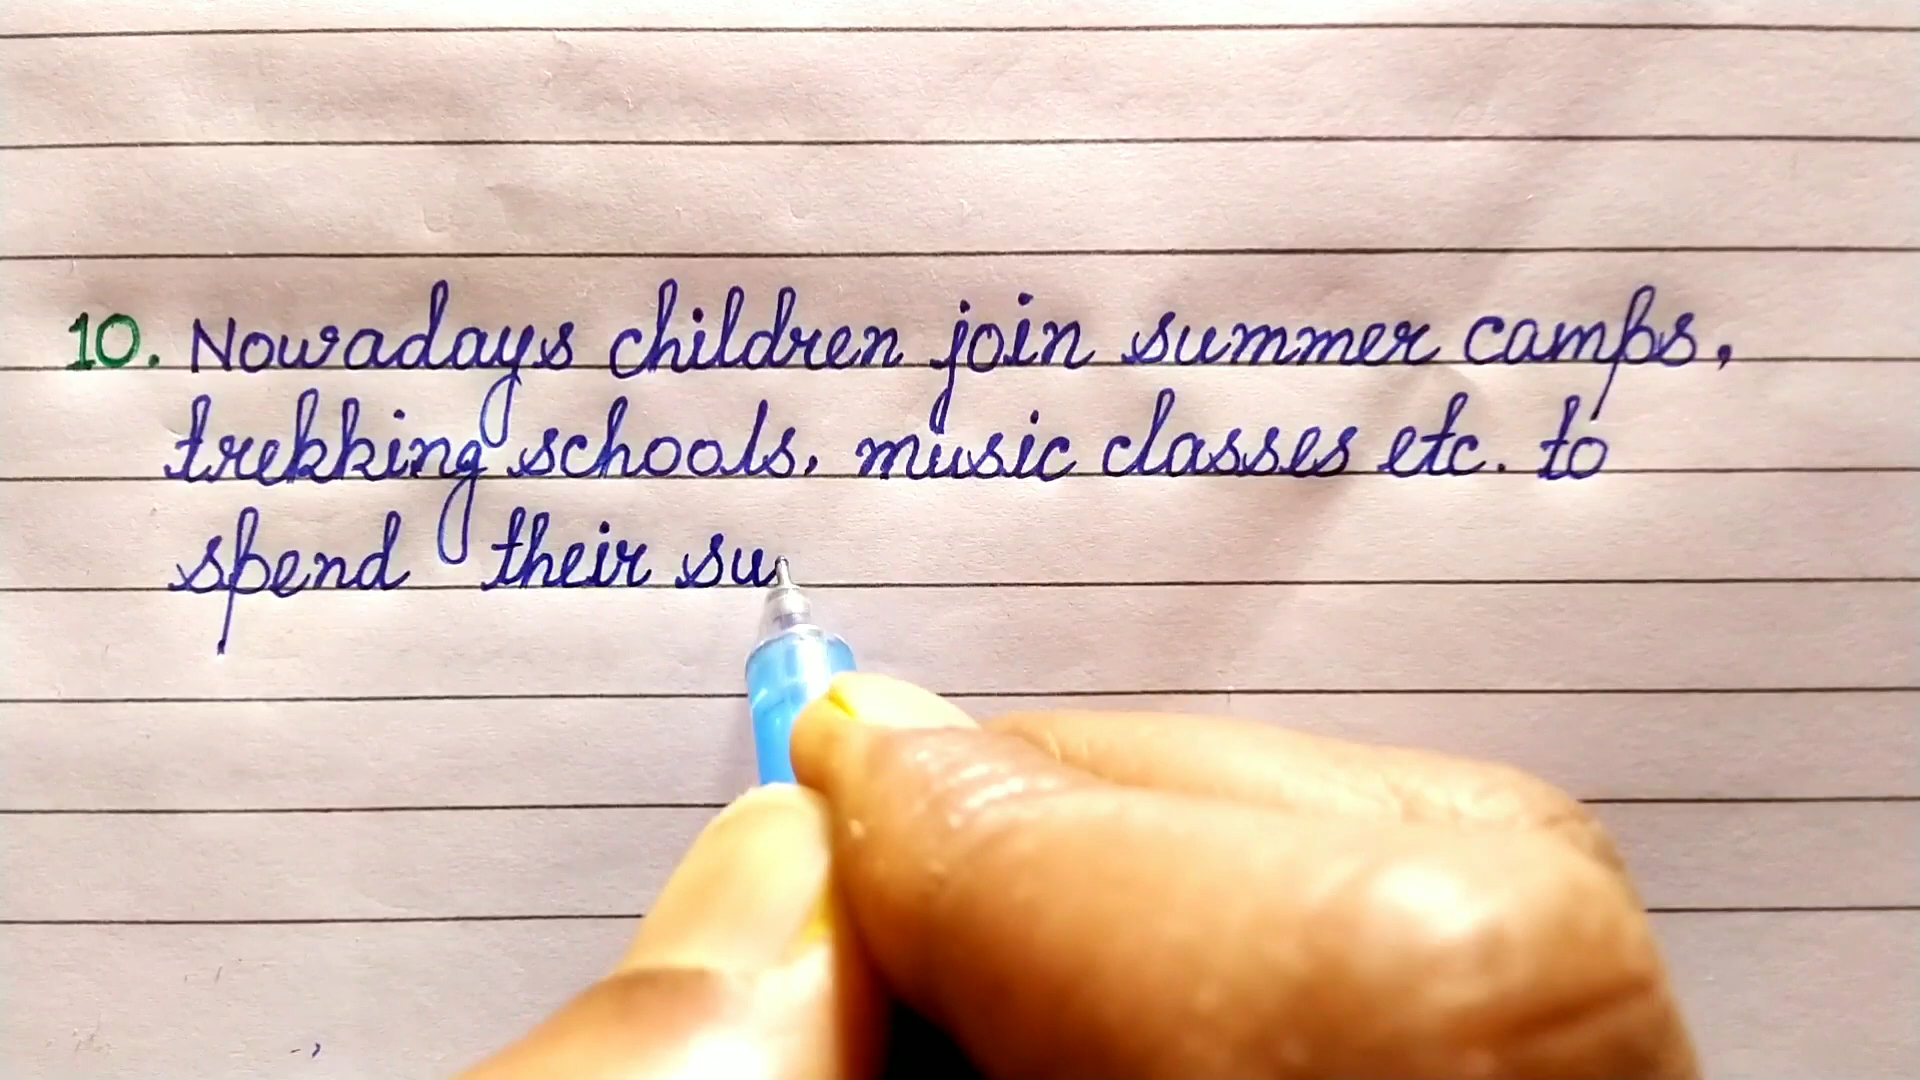 10. Nowadays children join summer camps,
trekking schools, music classes etc. to
spend their su